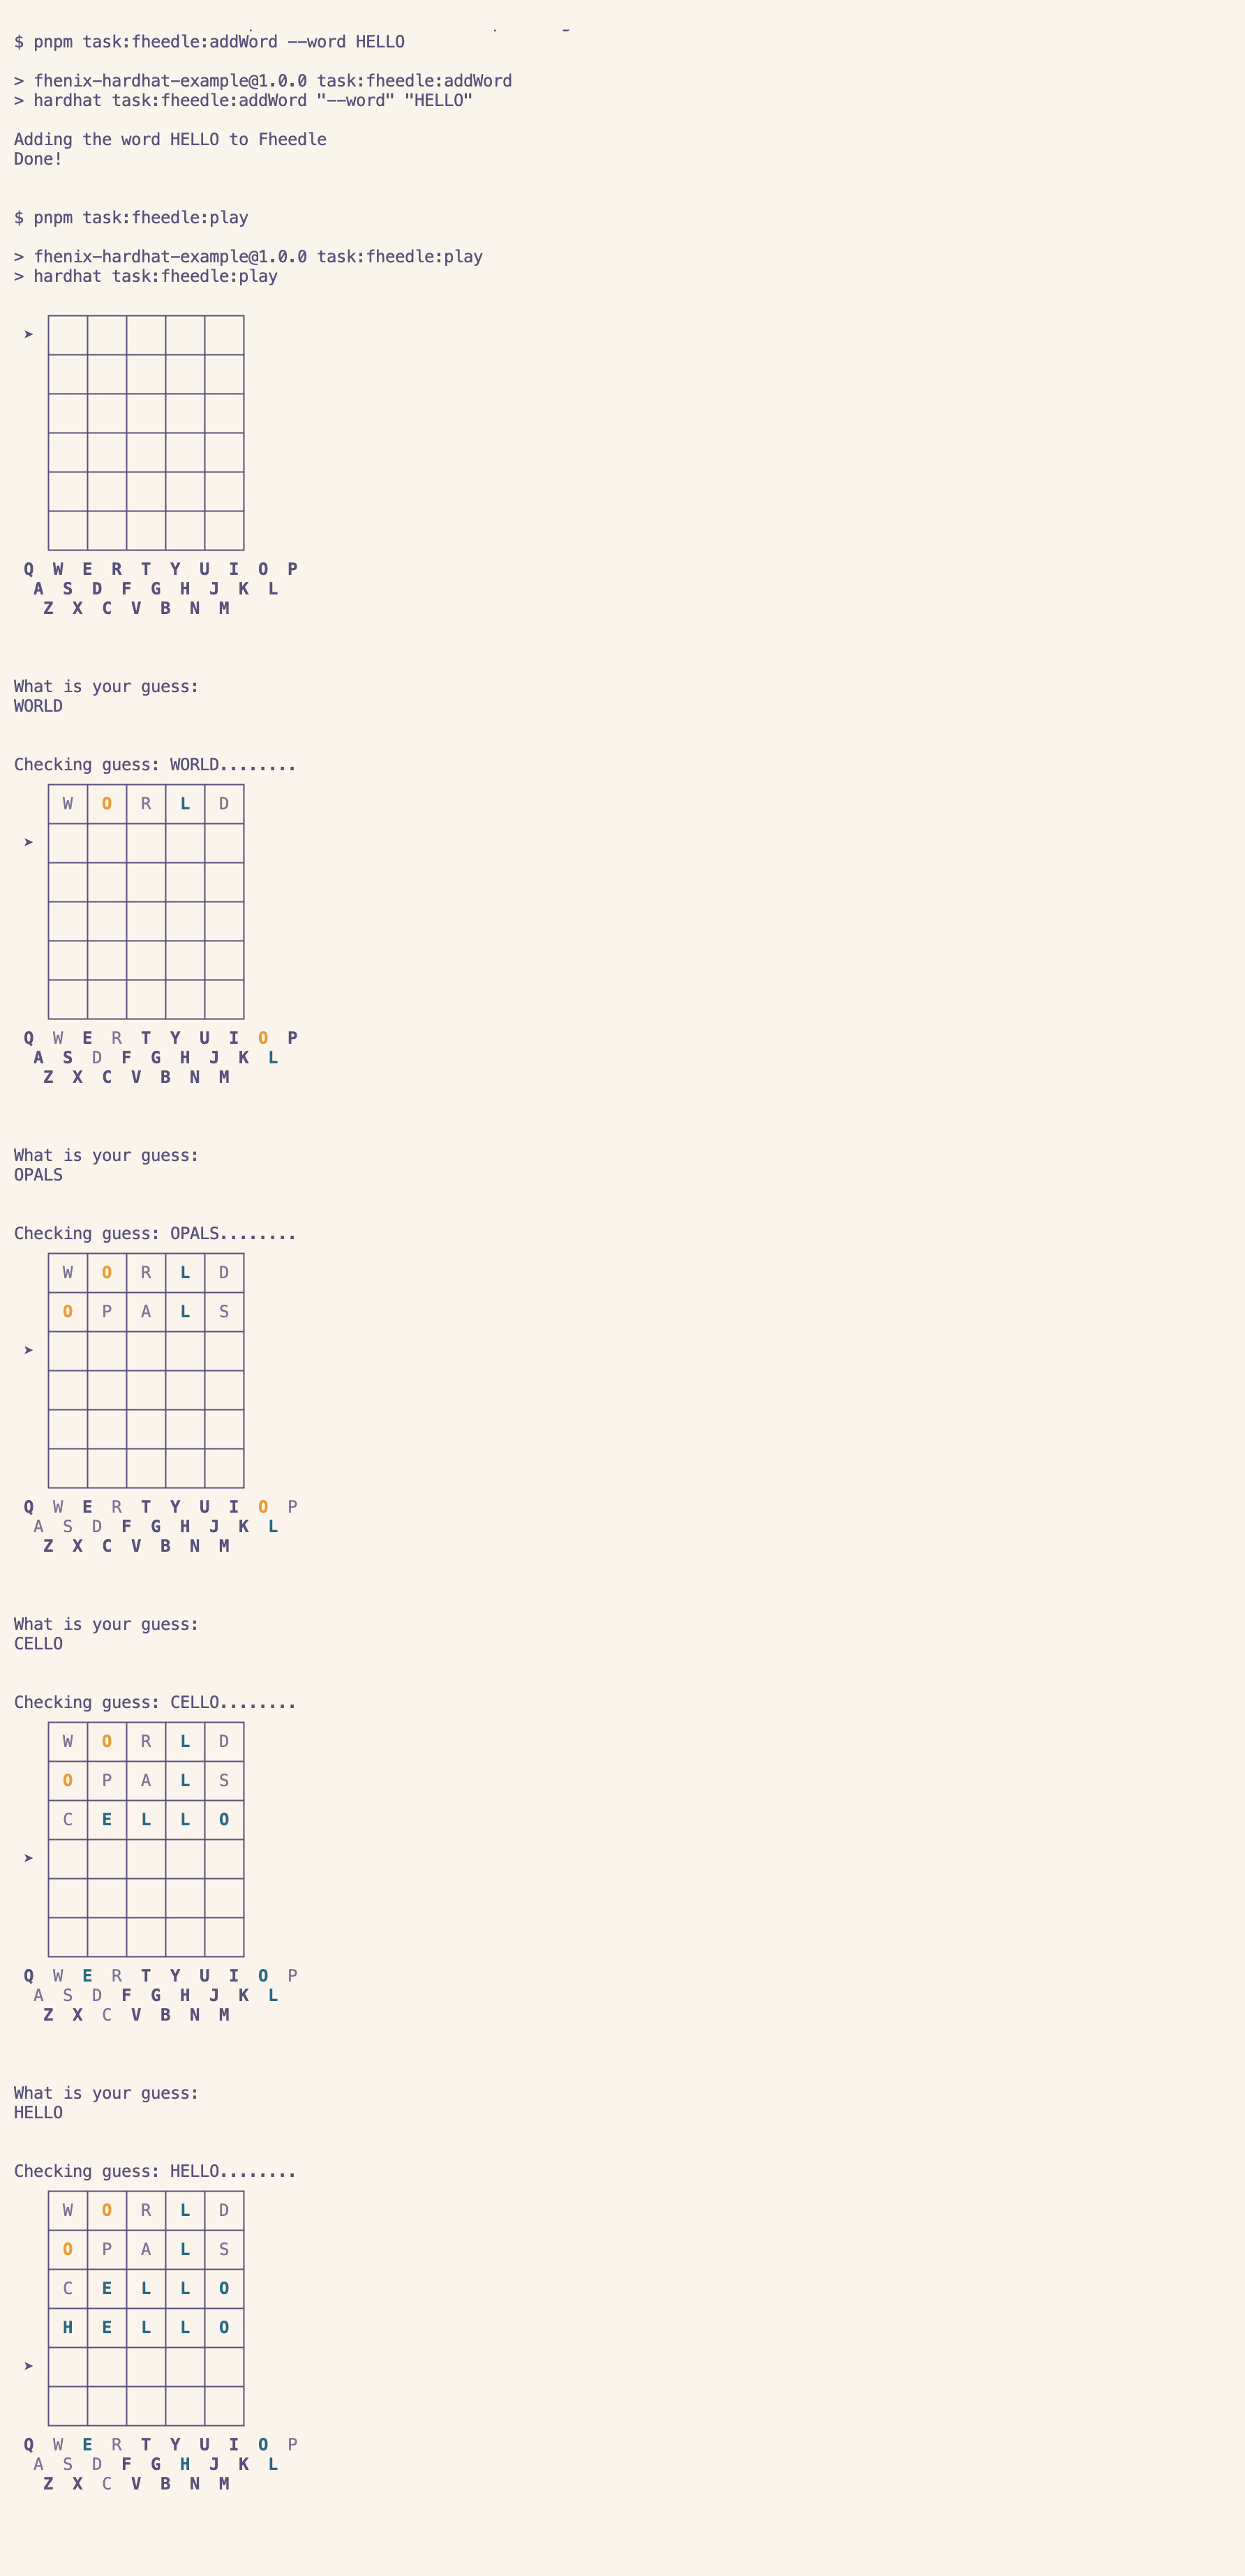 $ pnpm task:fheedle:addWord --word HELLO
> fhenix-hardhat-example@1.0.0 task:fheedle:addWord
> hardhat task:fheedle:addWord "--word" "HELLO"
Adding the word HELLO to Fheedle
Done!
$ pnpm task:fheedle:play
> fhenix-hardhat-example@1.0.0 task:fheedle:play
> hardhat task:fheedle:play
➤
Q W E R T Y U I O P
A S D F G H J K L
Z X C V B N M
What is your guess:
WORLD
Checking guess: WORLD........
W O R L D
➤
Q W E R T Y U I O P
A S D F G H J K L
Z X C V B N M
What is your guess:
OPALS
Checking guess: OPALS........
W O R L D
O P A L S
➤
Q W E R T Y U I O P
A S D F G H J K L
Z X C V B N M
What is your guess:
CELLO
Checking guess: CELLO........
W O R L D
O P A L S
C E L L O
➤
Q W E R T Y U I O P
A S D F G H J K L
Z X C V B N M
What is your guess:
HELLO
Checking guess: HELLO........
W O R L D
O P A L S
C E L L O
H E L L O
➤
Q W E R T Y U I O P
A S D F G H J K L
Z X C V B N M